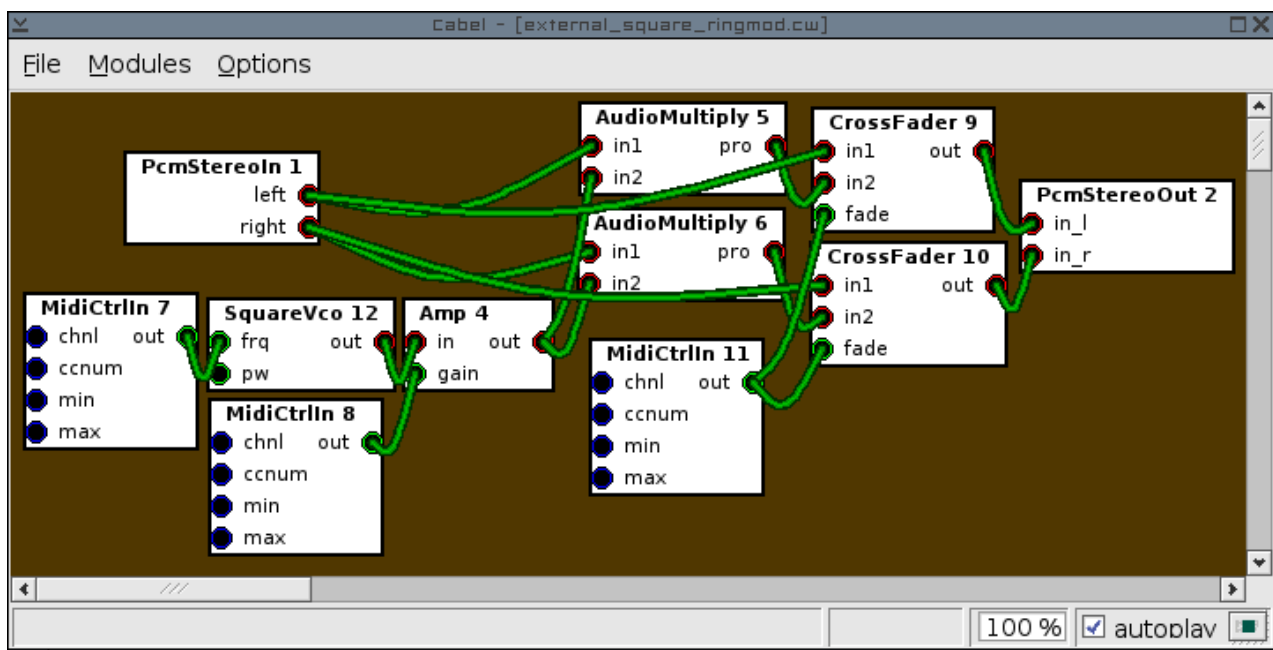 Cabel - [external_square_ringmod.cw]
File Modules Options
PcmStereoIn 1
left
right
AudioMultiply 5
in1 pro
in2
AudioMultiply 6
in1 pro
in2
CrossFader 9
in1 out
in2
fade
CrossFader 10
in1 out
in2
fade
PcmStereoOut 2
in_l
in_r
MidiCtrlIn 7
chnl out
ccnum
min
max
SquareVco 12
frq out
pw
Amp 4
in out
gain
MidiCtrlIn 8
chnl out
ccnum
min
max
MidiCtrlIn 11
chnl out
ccnum
min
max
100 % autoplay